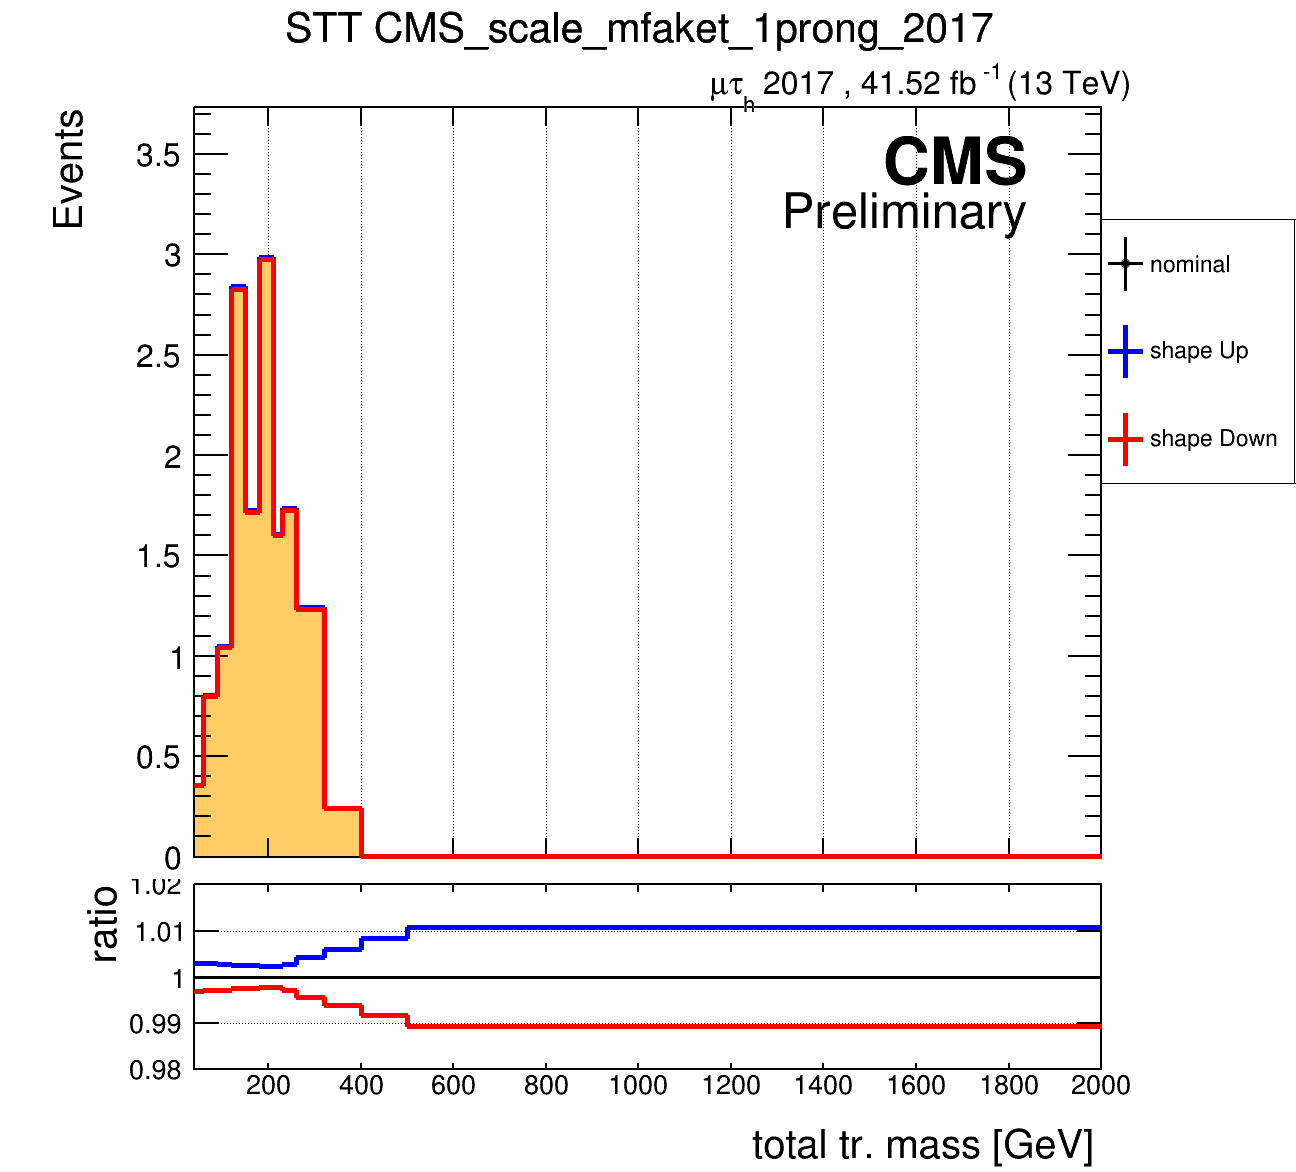 STT CMS_scale_mfaket_1prong_2017
μτh 2017 , 41.52 fb-1 (13 TeV)
Events
CMS
Preliminary
3.5
3
2.5
2
1.5
1
0.5
0
nominal
shape Up
shape Down
ratio
1.02
1.01
1
0.99
0.98
200 400 600 800 1000 1200 1400 1600 1800 2000
total tr. mass [GeV]